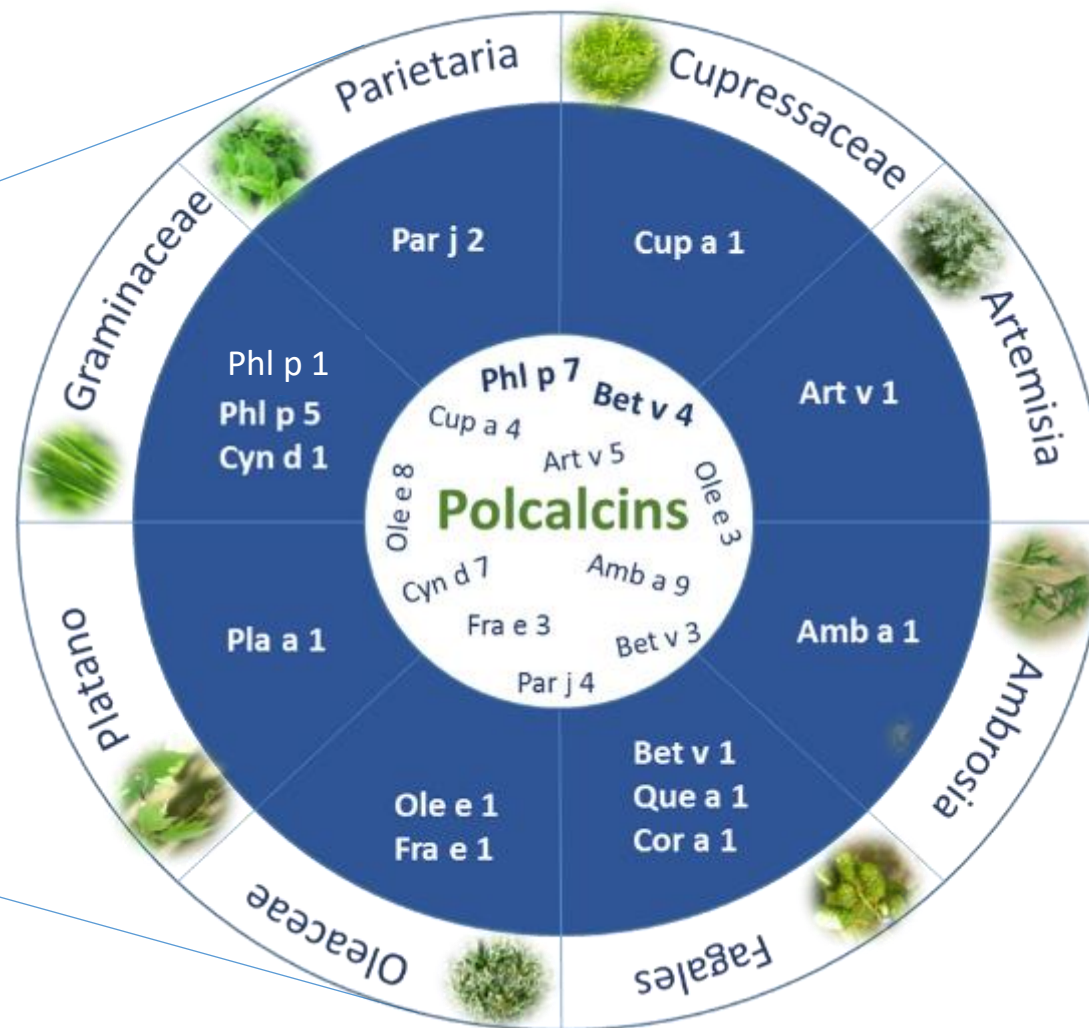 Parietaria
Cupressaceae
Artemisia
Ambrosia
Fagales
Oleaceae
Platano
Graminaceae
Par j 2
Cup a 1
Art v 1
Amb a 1
Bet v 1
Que a 1
Cor a 1
Ole e 1
Fra e 1
Pla a 1
Phl p 1
Phl p 5
Cyn d 1
Phl p 7
Bet v 4
Cup a 4
Art v 5
Ole e 8
Ole e 3
Polcalcins
Cyn d 7
Amb a 9
Fra e 3
Bet v 3
Par j 4